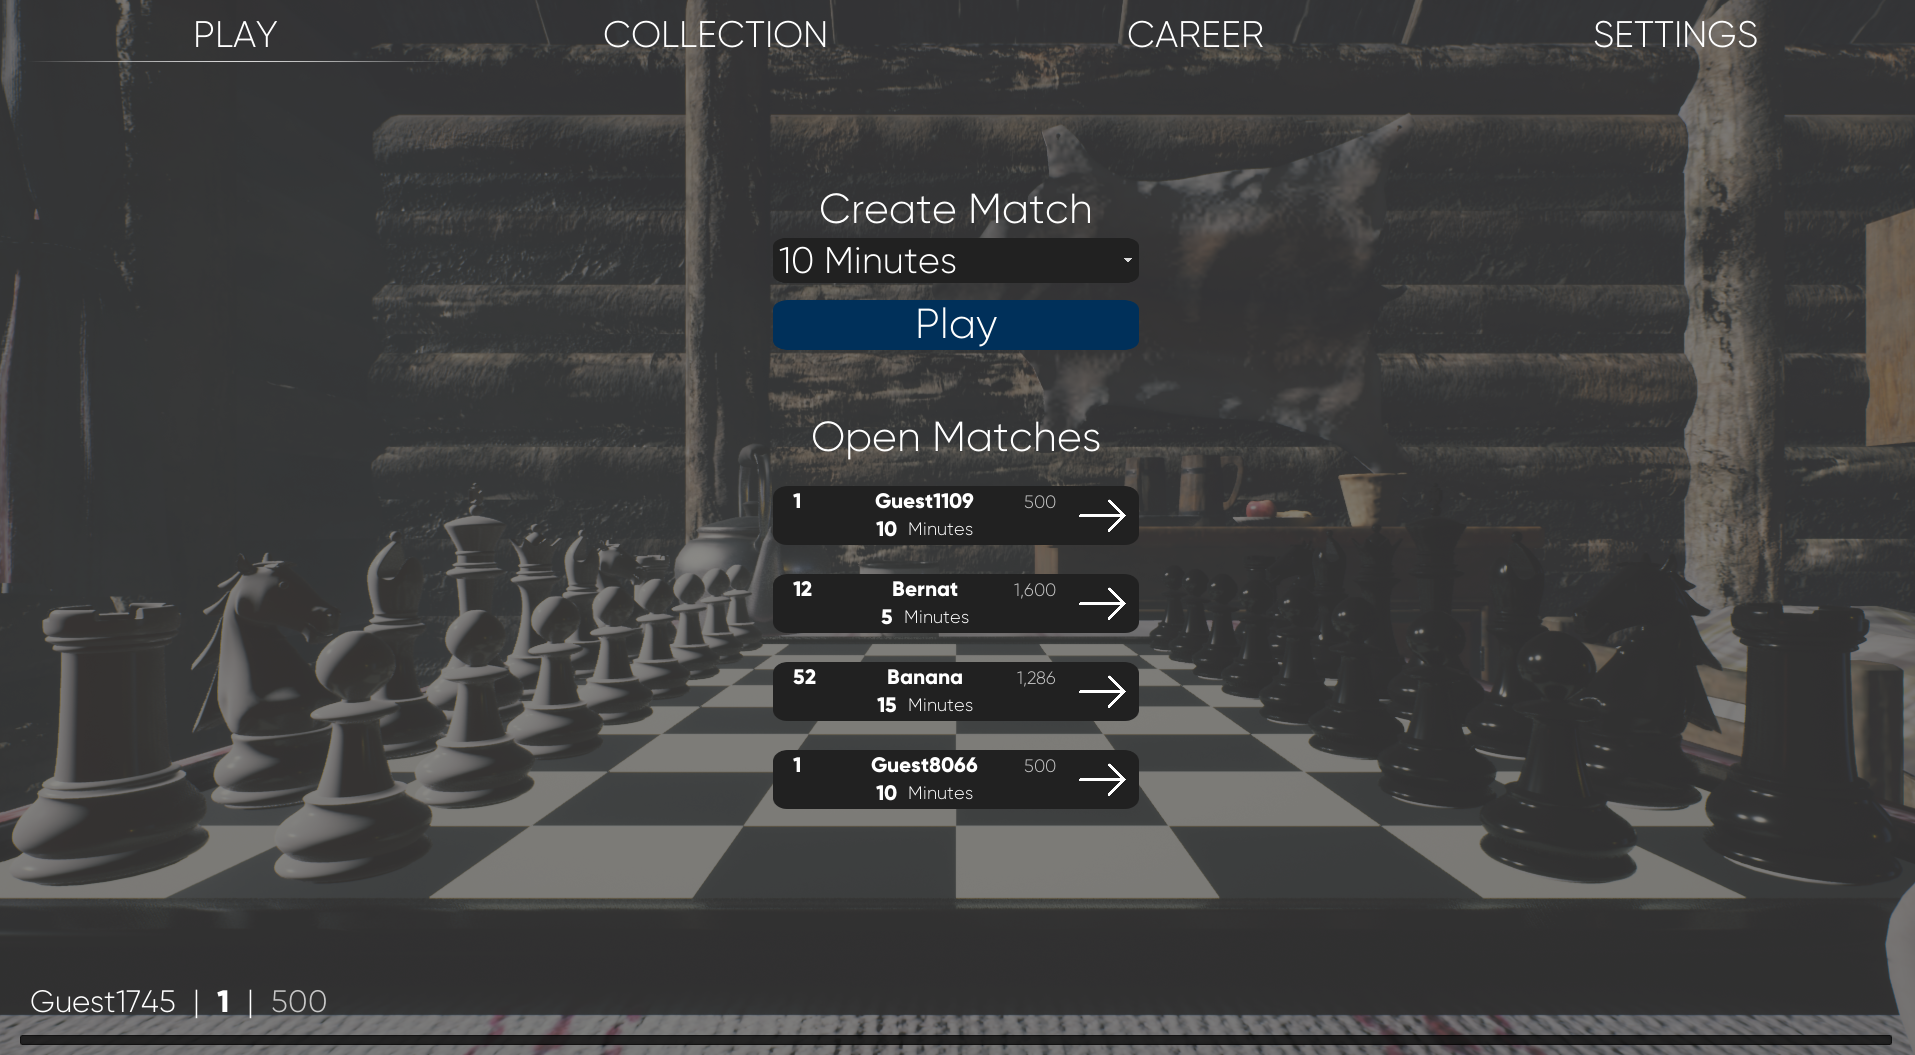 PLAY COLLECTION CAREER SETTINGS
Create Match
10 Minutes
Play
Open Matches
1 Guest1109 500
10 Minutes
12 Bernat 1,600
5 Minutes
52 Banana 1,286
15 Minutes
1 Guest8066 500
10 Minutes
Guest1745 | 1 | 500